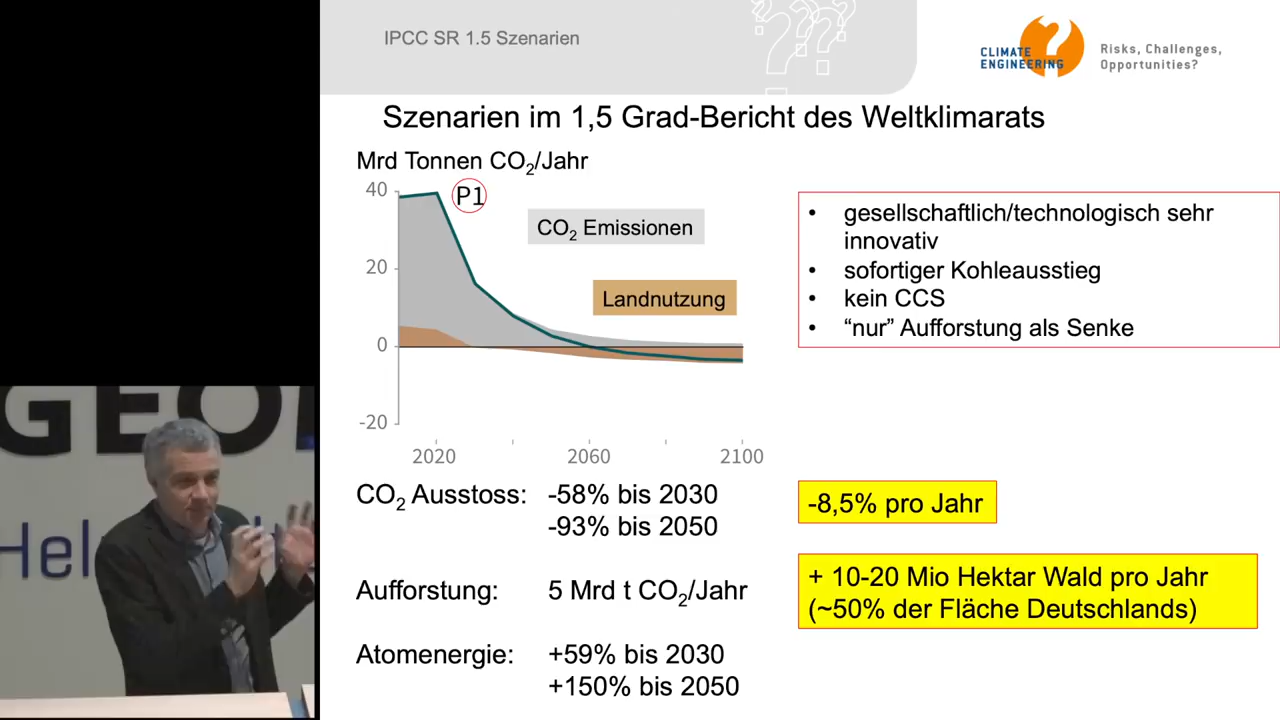 IPCC SR 1.5 Szenarien
CLIMATE
ENGINEERING
Risks, Challenges,
Opportunities?
Szenarien im 1,5 Grad-Bericht des Weltklimarats
Mrd Tonnen CO₂/Jahr
40
P1
CO₂ Emissionen
20
Landnutzung
0
-20
2020
2060
2100
• gesellschaftlich/technologisch sehr
innovativ
• sofortiger Kohleausstieg
• kein CCS
• “nur” Aufforstung als Senke
CO₂ Ausstoss: -58% bis 2030
-93% bis 2050
-8,5% pro Jahr
Aufforstung: 5 Mrd t CO₂/Jahr
+ 10-20 Mio Hektar Wald pro Jahr
(~50% der Fläche Deutschlands)
Atomenergie: +59% bis 2030
+150% bis 2050
GEO
Hel